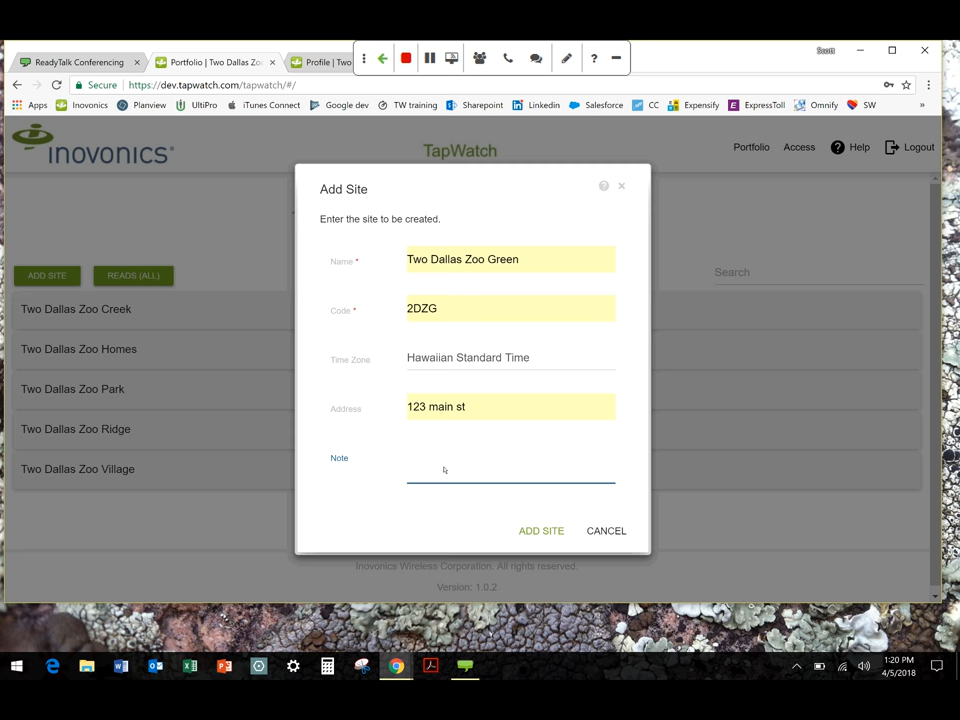 Scott
ReadyTalk Conferencing
Portfolio | Two Dallas Zo
Profile | Two
Secure | https://dev.tapwatch.com/tapwatch/#/
Apps Inovonics Planview UltiPro iTunes Connect Google dev TW training Sharepoint Linkedin Salesforce CC Expensify ExpressToll Omnify SW »
INOVONICS®
TapWatch
Portfolio Access ? Help Logout
Add Site
Enter the site to be created.
Name * Two Dallas Zoo Green
Code * 2DZG
Time Zone Hawaiian Standard Time
Address 123 main st
Note
ADD SITE CANCEL
ADD SITE READS (ALL) Search
Two Dallas Zoo Creek
Two Dallas Zoo Homes
Two Dallas Zoo Park
Two Dallas Zoo Ridge
Two Dallas Zoo Village
Inovonics Wireless Corporation. All rights reserved.
Version: 1.0.2
1:20 PM
4/5/2018